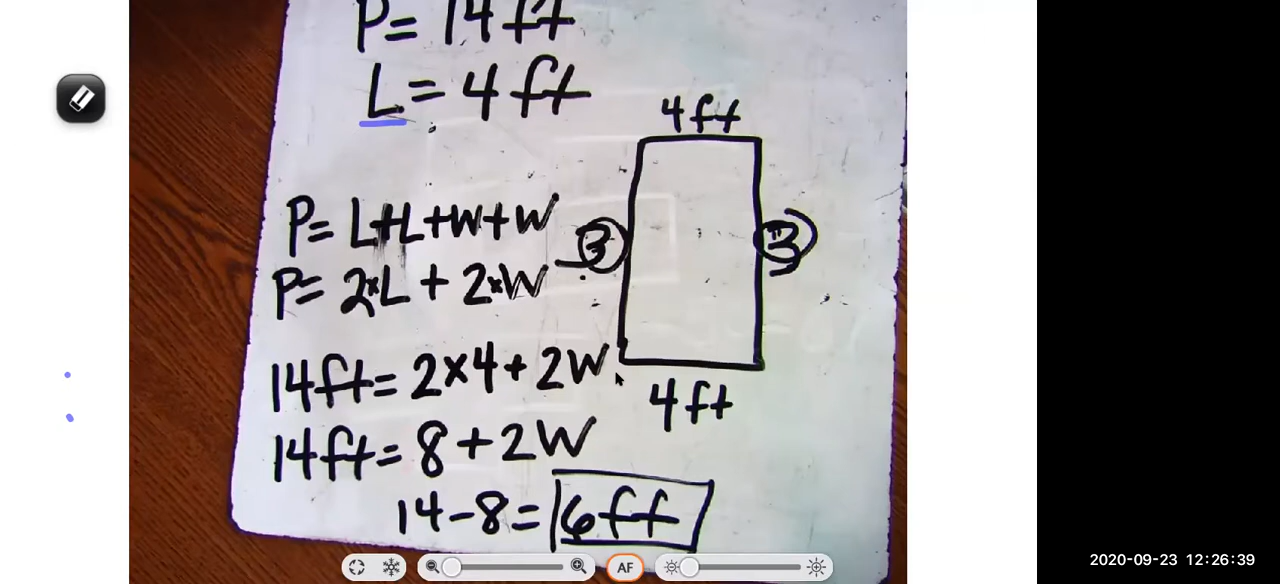 P= 14 ft
L= 4 ft
4 ft
P= L+L+W+W
3
3
P= 2×L + 2×W
14ft= 2×4+2W
4 ft
14ft= 8+2W
14-8= 6ft
AF
2020-09-23 12:26:39